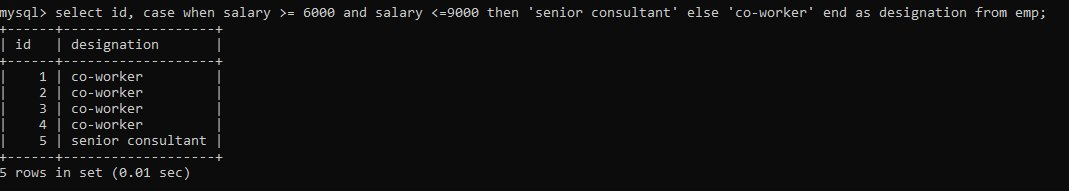 mysql> select id, case when salary >= 6000 and salary <=9000 then 'senior consultant' else 'co-worker' end as designation from emp;
+------+-------------------+
| id   | designation       |
+------+-------------------+
|    1 | co-worker         |
|    2 | co-worker         |
|    3 | co-worker         |
|    4 | co-worker         |
|    5 | senior consultant |
+------+-------------------+
5 rows in set (0.01 sec)